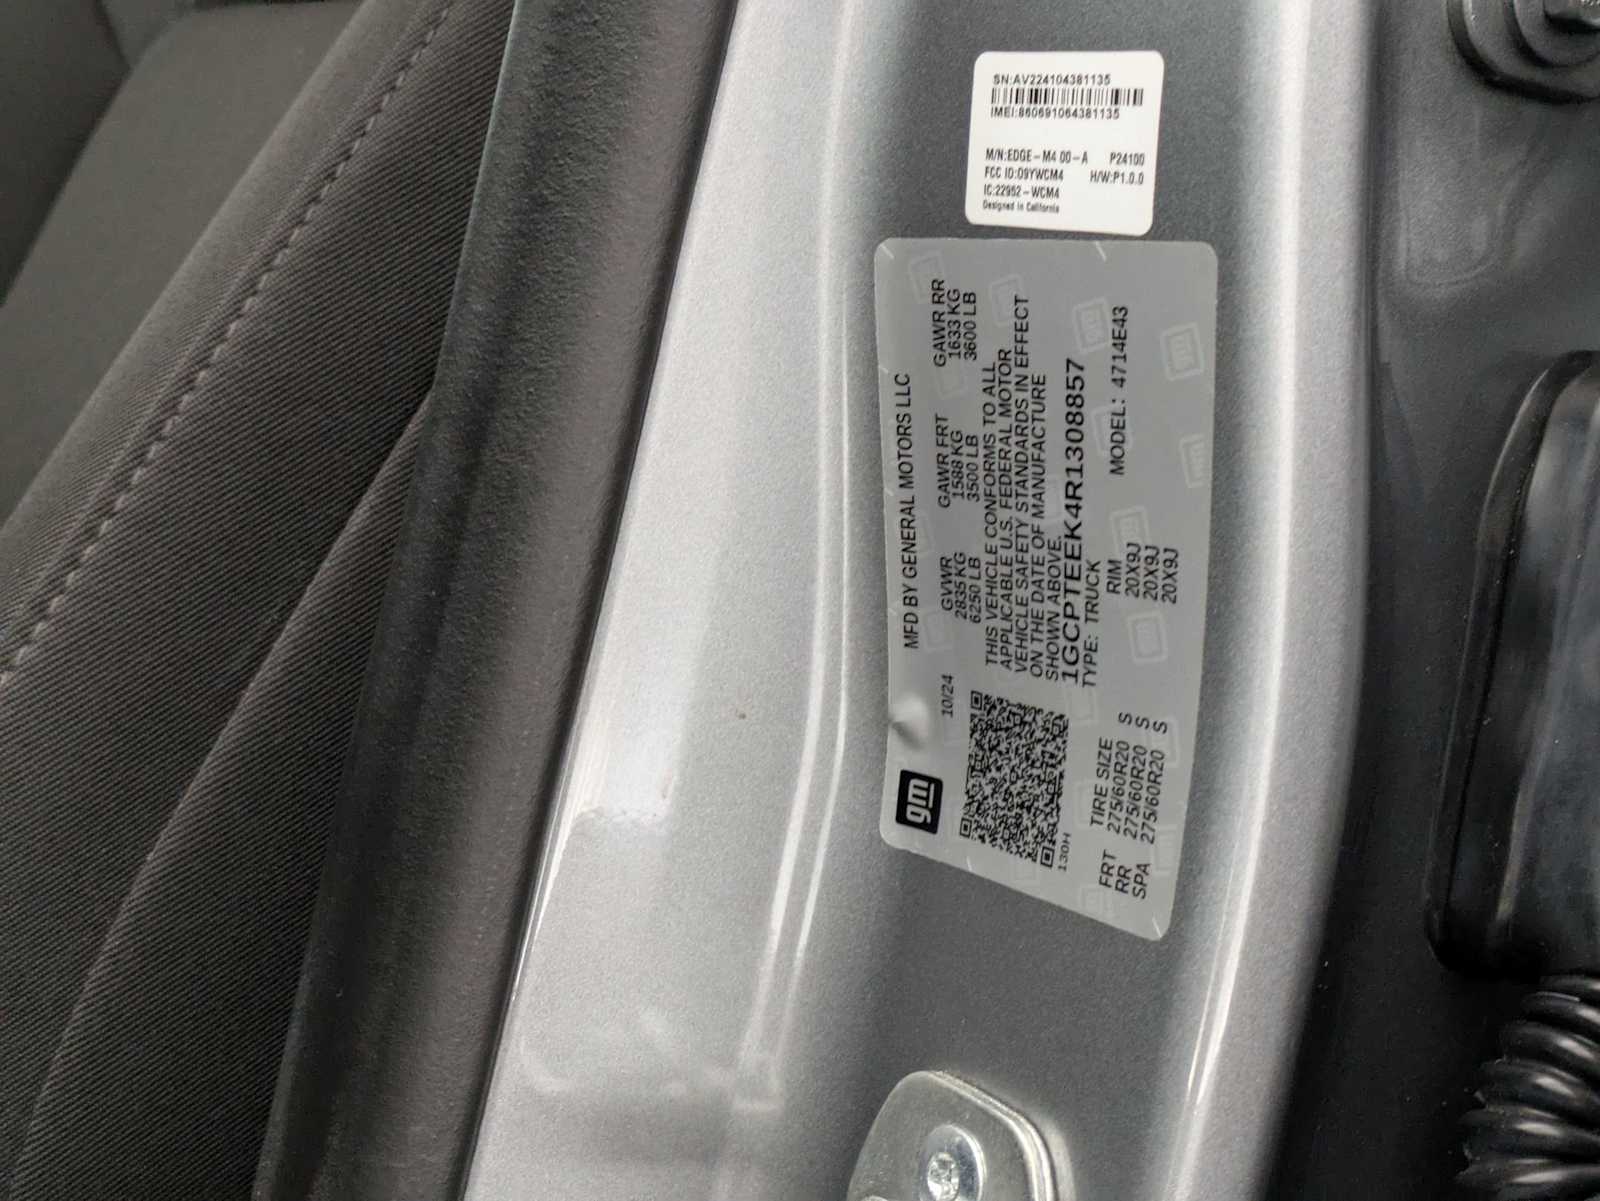 SN:AV224104381135
IMEI:860691064381135
M/N:EDGE-M4 00-A P24100
FCC ID:O9YWCM4 H/W:P1.0.0
IC:22952-WCM4
Designed in California
gm
MFD BY GENERAL MOTORS LLC
10/24 GVWR GAWR FRT GAWR RR
2835 KG 1588 KG 1633 KG
6250 LB 3500 LB 3600 LB
THIS VEHICLE CONFORMS TO ALL
APPLICABLE U.S. FEDERAL MOTOR
VEHICLE SAFETY STANDARDS IN EFFECT
ON THE DATE OF MANUFACTURE
SHOWN ABOVE.
1GCPTEEK4R1308857
130H TYPE: TRUCK MODEL: 4714E43
TIRE SIZE RIM
FRT 275/60R20 S 20X9J
RR 275/60R20 S 20X9J
SPA 275/60R20 S 20X9J